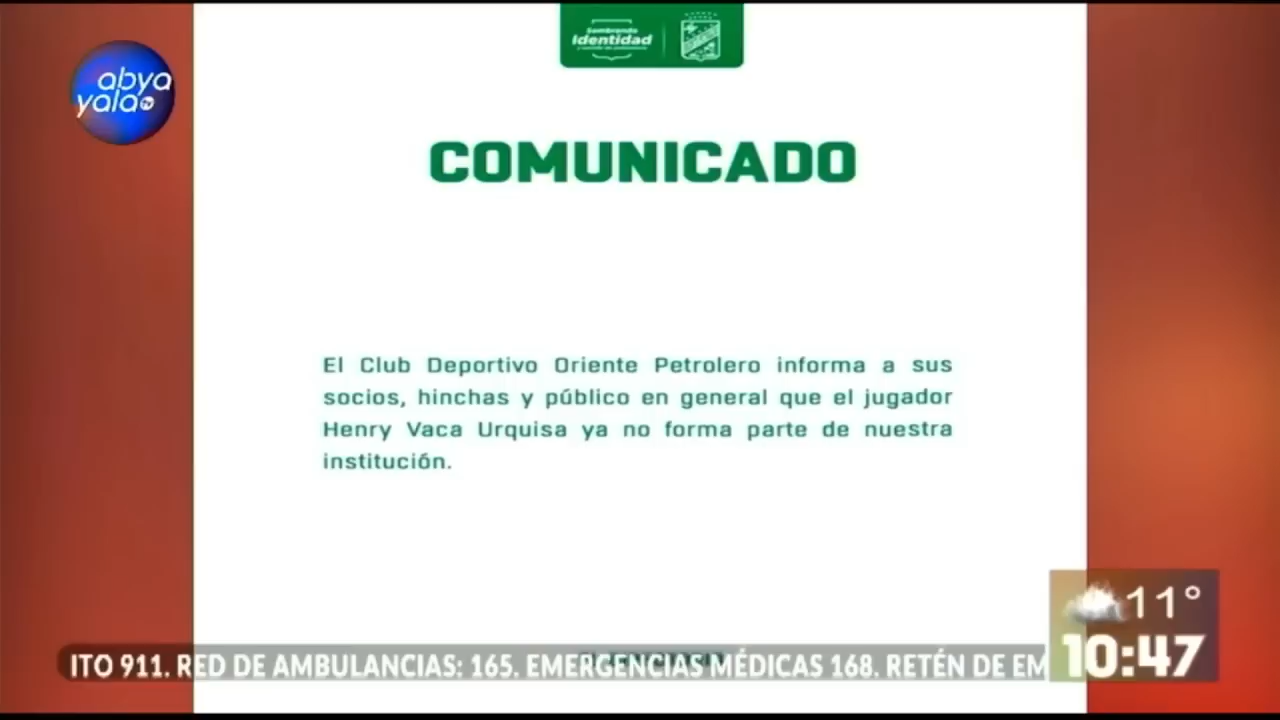 Sembrando
Identidad
abya
yala tv
COMUNICADO
El Club Deportivo Oriente Petrolero informa a sus
socios, hinchas y público en general que el jugador
Henry Vaca Urquisa ya no forma parte de nuestra
institución.
11°
10:47
ITO 911. RED DE AMBULANCIAS: 165. EMERGENCIAS MÉDICAS 168. RETÉN DE EM